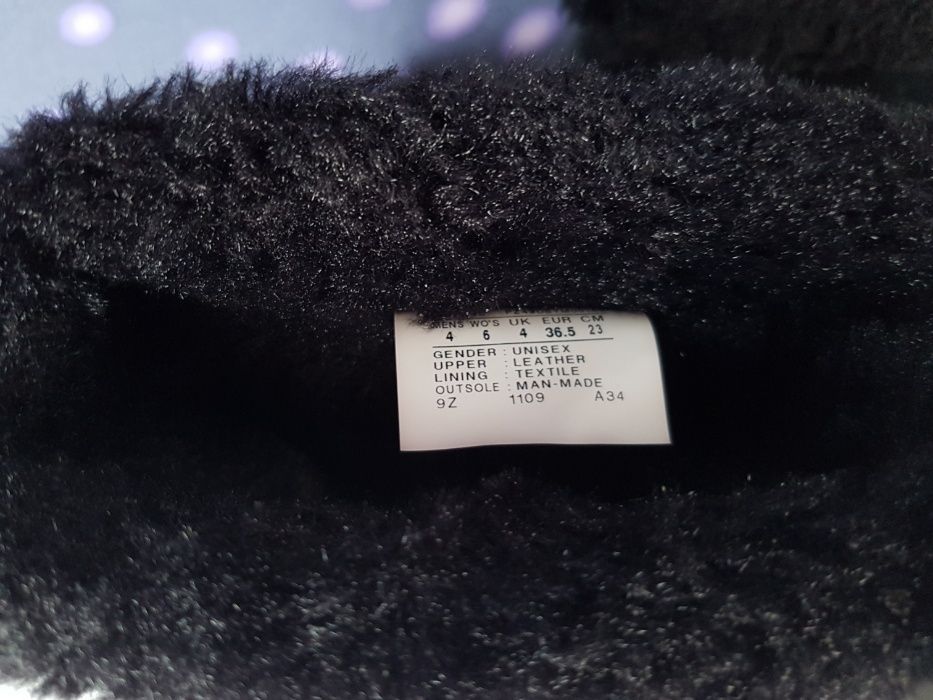 MENS WO'S UK EUR CM
4 6 4 36.5 23
GENDER : UNISEX
UPPER : LEATHER
LINING : TEXTILE
OUTSOLE : MAN-MADE
9Z 1109 A34